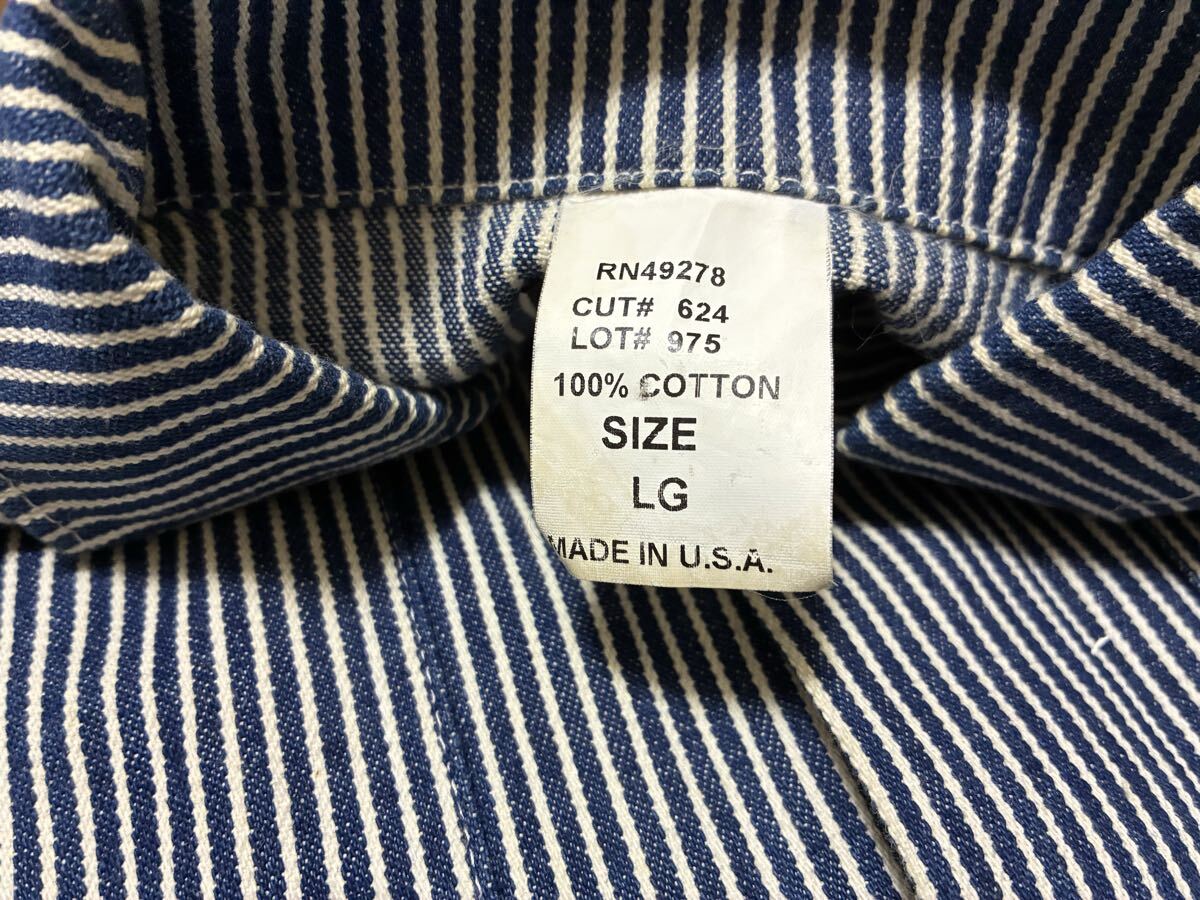 RN49278
CUT# 624
LOT# 975
100% COTTON
SIZE
LG
MADE IN U.S.A.